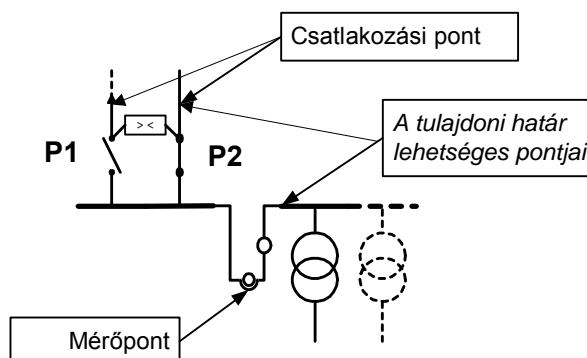 Csatlakozási pont
> <
P1
P2
A tulajdoni határ
lehetséges pontjai
Mérőpont